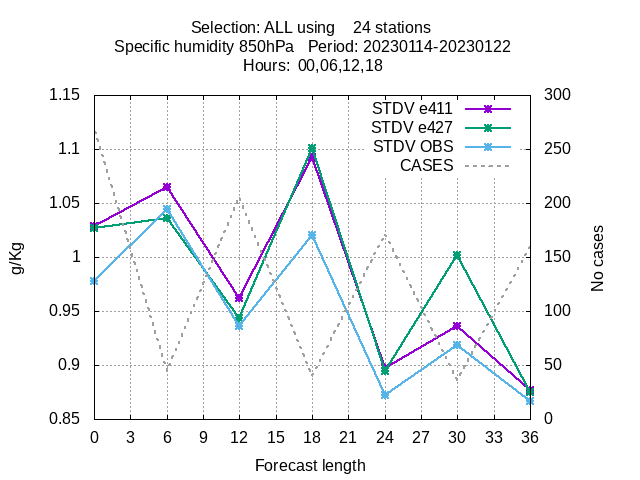 Selection: ALL using    24 stations
Specific humidity 850hPa   Period: 20230114-20230122
Hours:  00,06,12,18
STDV e411
STDV e427
STDV OBS
CASES
1.15
1.1
1.05
1
0.95
0.9
0.85
300
250
200
150
100
50
0
g/Kg
No cases
0 3 6 9 12 15 18 21 24 27 30 33 36
Forecast length